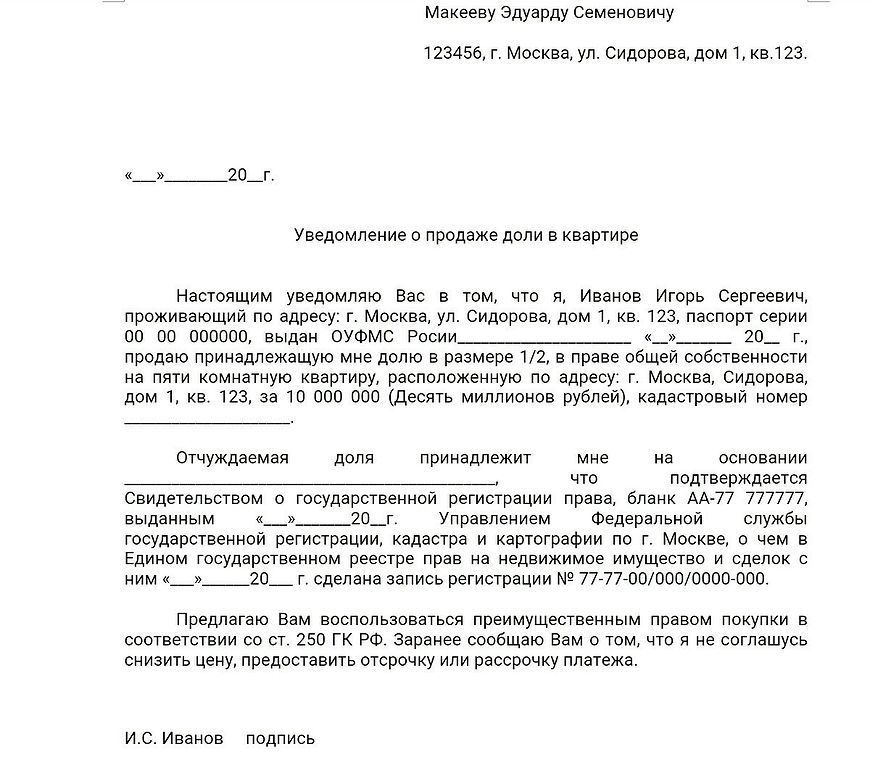 Макееву Эдуарду Семеновичу
123456, г. Москва, ул. Сидорова, дом 1, кв.123.
«___»________20__г.
Уведомление о продаже доли в квартире
Настоящим уведомляю Вас в том, что я, Иванов Игорь Сергеевич,
проживающий по адресу: г. Москва, ул. Сидорова, дом 1, кв. 123, паспорт серии
00 00 000000, выдан ОУФМС Росии______________________ «__»_______ 20__ г.,
продаю принадлежащую мне долю в размере 1/2, в праве общей собственности
на пяти комнатную квартиру, расположенную по адресу: г. Москва, Сидорова,
дом 1, кв. 123, за 10 000 000 (Десять миллионов рублей), кадастровый номер
_____________________.
Отчуждаемая доля принадлежит мне на основании
_______________________________________________, что подтверждается
Свидетельством о государственной регистрации права, бланк АА-77 777777,
выданным «___»_______20__г. Управлением Федеральной службы
государственной регистрации, кадастра и картографии по г. Москве, о чем в
Едином государственном реестре прав на недвижимое имущество и сделок с
ним «___»______20___ г. сделана запись регистрации № 77-77-00/000/0000-000.
Предлагаю Вам воспользоваться преимущественным правом покупки в
соответствии со ст. 250 ГК РФ. Заранее сообщаю Вам о том, что я не соглашусь
снизить цену, предоставить отсрочку или рассрочку платежа.
И.С. Иванов подпись